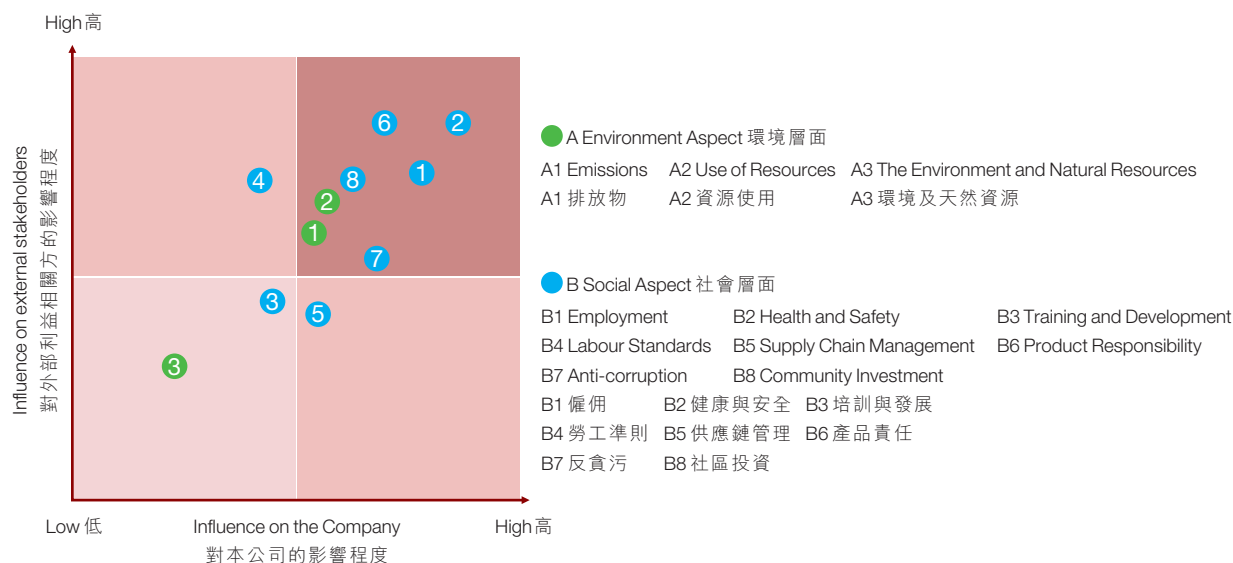 High 高
Influence on external stakeholders
對外部利益相關方的影響程度
6
2
4
8
1
2
1
7
3
5
3
Low 低
Influence on the Company
High 高
對本公司的影響程度
A Environment Aspect 環境層面
A1 Emissions A2 Use of Resources A3 The Environment and Natural Resources
A1 排放物 A2 資源使用 A3 環境及天然資源
B Social Aspect 社會層面
B1 Employment B2 Health and Safety B3 Training and Development
B4 Labour Standards B5 Supply Chain Management B6 Product Responsibility
B7 Anti-corruption B8 Community Investment
B1 僱傭 B2 健康與安全 B3 培訓與發展
B4 勞工準則 B5 供應鏈管理 B6 產品責任
B7 反貪污 B8 社區投資